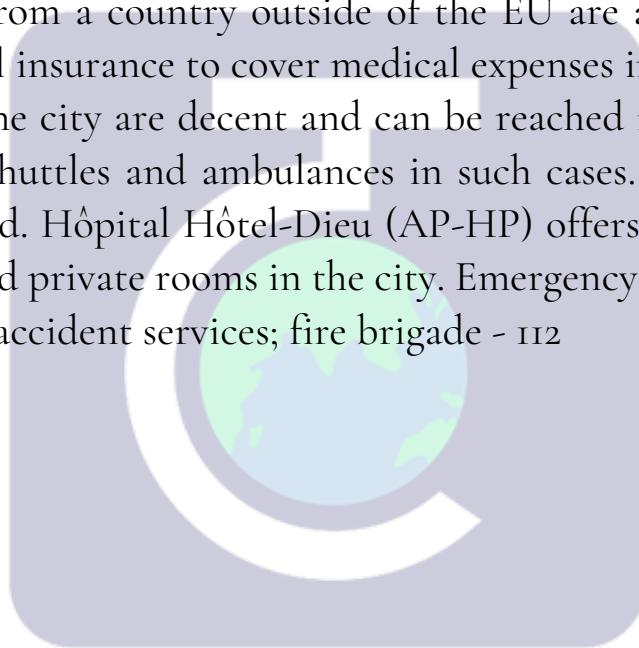 rom a country outside of the EU are a
insurance to cover medical expenses i
he city are decent and can be reached
huttles and ambulances in such cases.
d. Hôpital Hôtel-Dieu (AP-HP) offers
d private rooms in the city. Emergency
accident services; fire brigade - 112